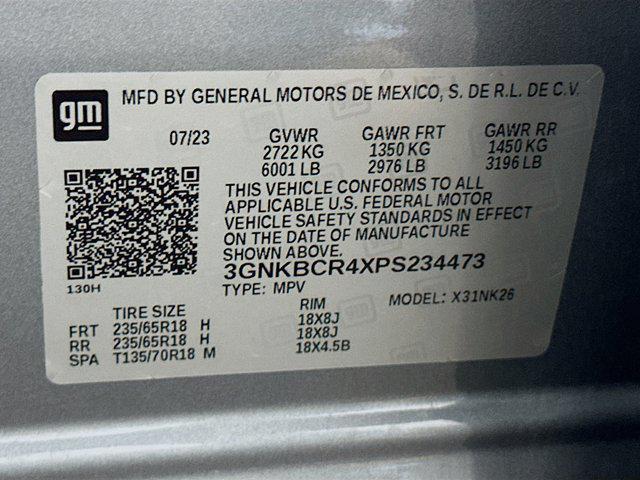 gm
MFD BY GENERAL MOTORS DE MEXICO, S. DE R.L. DE C.V.
07/23 GVWR GAWR FRT GAWR RR
2722 KG 1350 KG 1450 KG
6001 LB 2976 LB 3196 LB
THIS VEHICLE CONFORMS TO ALL
APPLICABLE U.S. FEDERAL MOTOR
VEHICLE SAFETY STANDARDS IN EFFECT
ON THE DATE OF MANUFACTURE
SHOWN ABOVE.
130H
3GNKBCR4XPS234473
TYPE: MPV MODEL: X31NK26
TIRE SIZE RIM
FRT 235/65R18 H 18X8J
RR 235/65R18 H 18X8J
SPA T135/70R18 M 18X4.5B